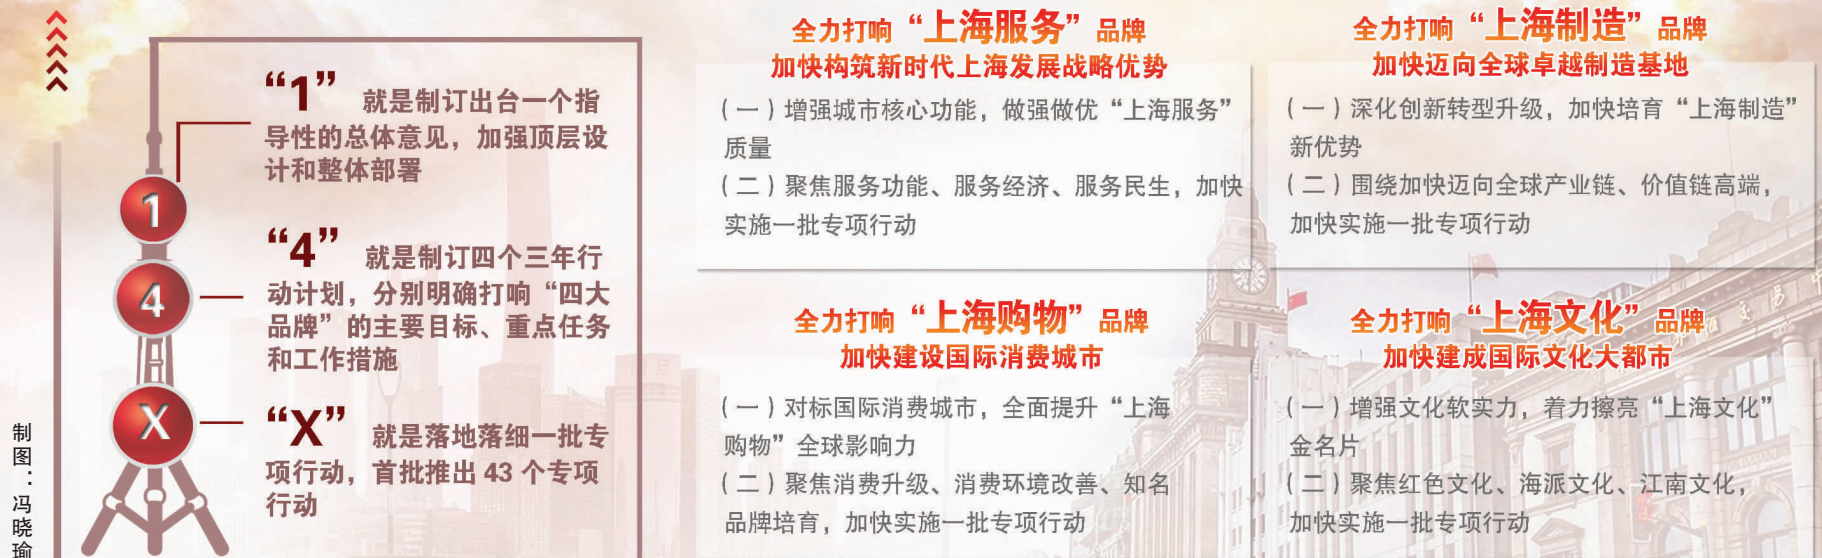 “1” 就是制订出台一个指
导性的总体意见，加强顶层设
计和整体部署
“4” 就是制订四个三年行
动计划，分别明确打响“四大
品牌”的主要目标、重点任务
和工作措施
“X” 就是落地落细一批专
项行动，首批推出 43 个专项
行动
1
4
X
制图：冯晓瑜
全力打响“上海服务”品牌
加快构筑新时代上海发展战略优势
（一）增强城市核心功能，做强做优“上海服务”
质量
（二）聚焦服务功能、服务经济、服务民生，加快
实施一批专项行动
全力打响“上海制造”品牌
加快迈向全球卓越制造基地
（一）深化创新转型升级，加快培育“上海制造”
新优势
（二）围绕加快迈向全球产业链、价值链高端，
加快实施一批专项行动
全力打响“上海购物”品牌
加快建设国际消费城市
（一）对标国际消费城市，全面提升“上海
购物”全球影响力
（二）聚焦消费升级、消费环境改善、知名
品牌培育，加快实施一批专项行动
全力打响“上海文化”品牌
加快建成国际文化大都市
（一）增强文化软实力，着力擦亮“上海文化”
金名片
（二）聚焦红色文化、海派文化、江南文化，
加快实施一批专项行动